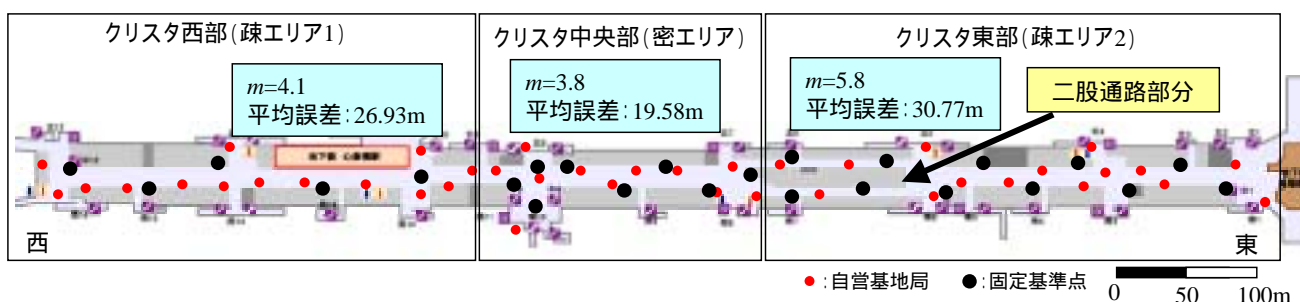 クリスタ西部(疎エリア1)
クリスタ中央部(密エリア)
クリスタ東部(疎エリア2)
m=4.1
平均誤差:26.93m
m=3.8
平均誤差:19.58m
m=5.8
平均誤差:30.77m
二股通路部分
西
東
●:自営基地局
●:固定基準点
0
50
100m